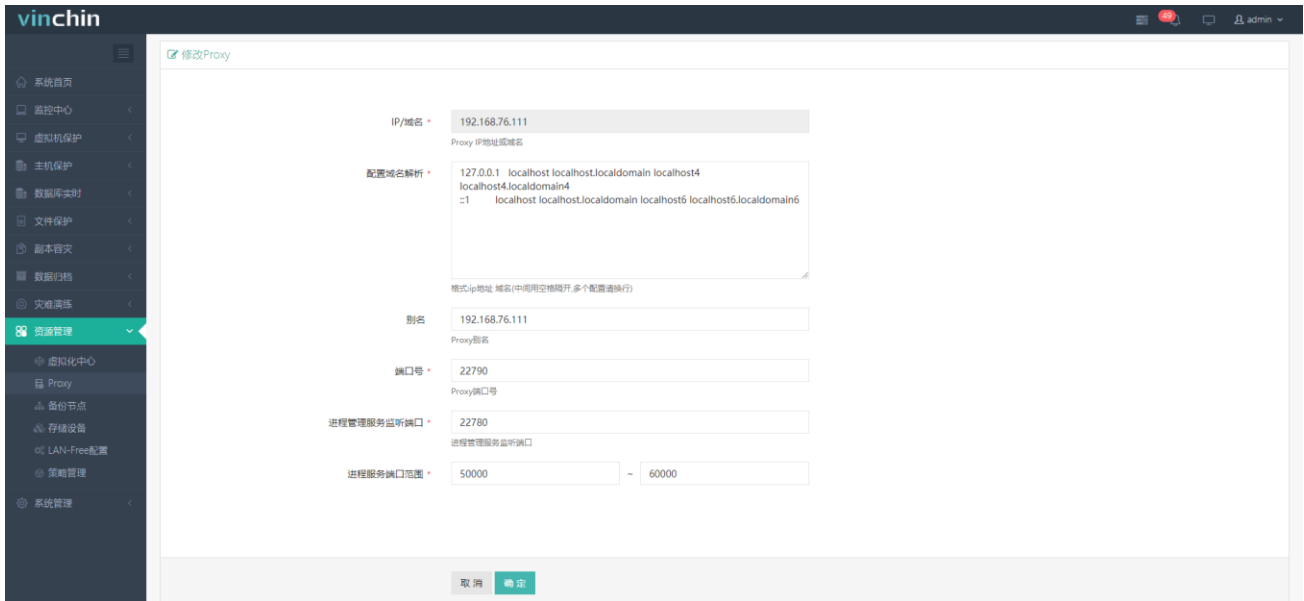 vinchin
49
admin
修改Proxy
系统首页
监控中心
虚拟机保护
主机保护
数据库实时
文件保护
副本容灾
数据归档
灾难演练
资源管理
虚拟化中心
Proxy
备份节点
存储设备
LAN-Free配置
策略管理
系统管理
IP/域名 *
192.168.76.111
Proxy IP地址或域名
配置域名解析 *
127.0.0.1 localhost localhost.localdomain localhost4
localhost4.localdomain4
::1 localhost localhost.localdomain localhost6 localhost6.localdomain6
格式:ip地址 域名(中间用空格隔开,多个配置请换行)
别名
192.168.76.111
Proxy别名
端口号 *
22790
Proxy端口号
进程管理服务监听端口 *
22780
进程管理服务监听端口
进程服务端口范围 *
50000 ~ 60000
取消 确定